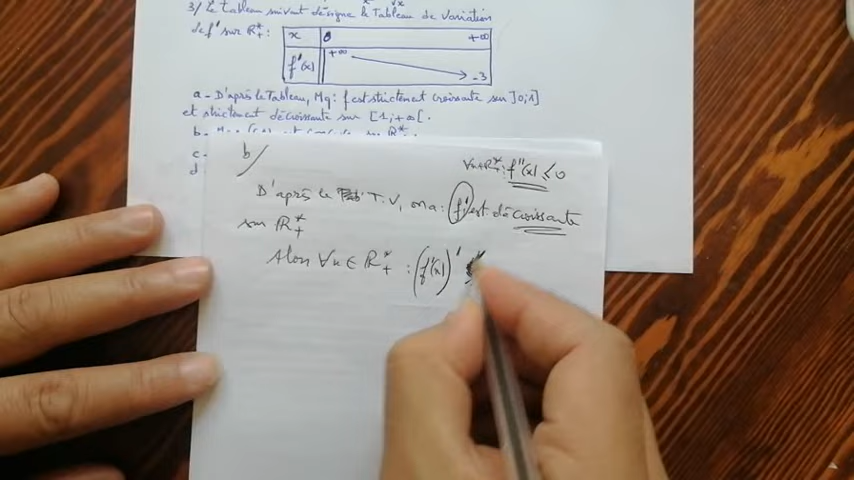 3/ Le tableau suivant désigne le Tableau de variation
de f' sur ℝ*₊ :
x 0 +∞
f'(x) +∞ -3
a - D'après le Tableau, Mq: f est strictement croissante sur ]0;1]
et strictement décroissante sur [1;+∞[.
b -
c -
d
b/
∀x∈ℝ*₊: f''(x) ≤ 0
D'après le T.V, on a: f' est décroissante
sur ℝ*₊
Alors ∀x ∈ ℝ*₊ : (f'(x))'